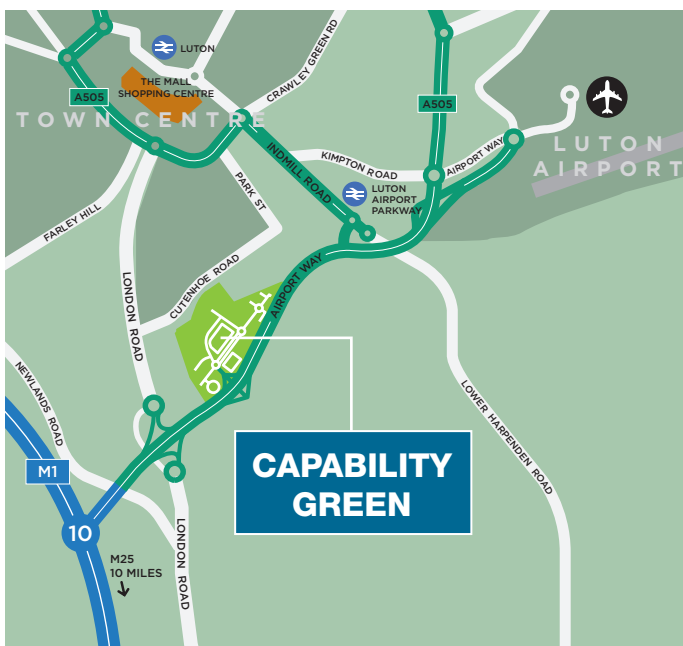 LUTON
CRAWLEY GREEN RD
THE MALL
SHOPPING CENTRE
A505
A505
TOWN CENTRE
LUTON
AIRPORT
KIMPTON ROAD
AIRPORT WAY
INDMILL ROAD
LUTON
AIRPORT
PARKWAY
PARK ST
FARLEY HILL
CUTENHOE ROAD
LONDON ROAD
AIRPORT WAY
NEWLANDS ROAD
LOWER HARPENDEN ROAD
CAPABILITY
GREEN
M1
10
M25
10 MILES
LONDON ROAD